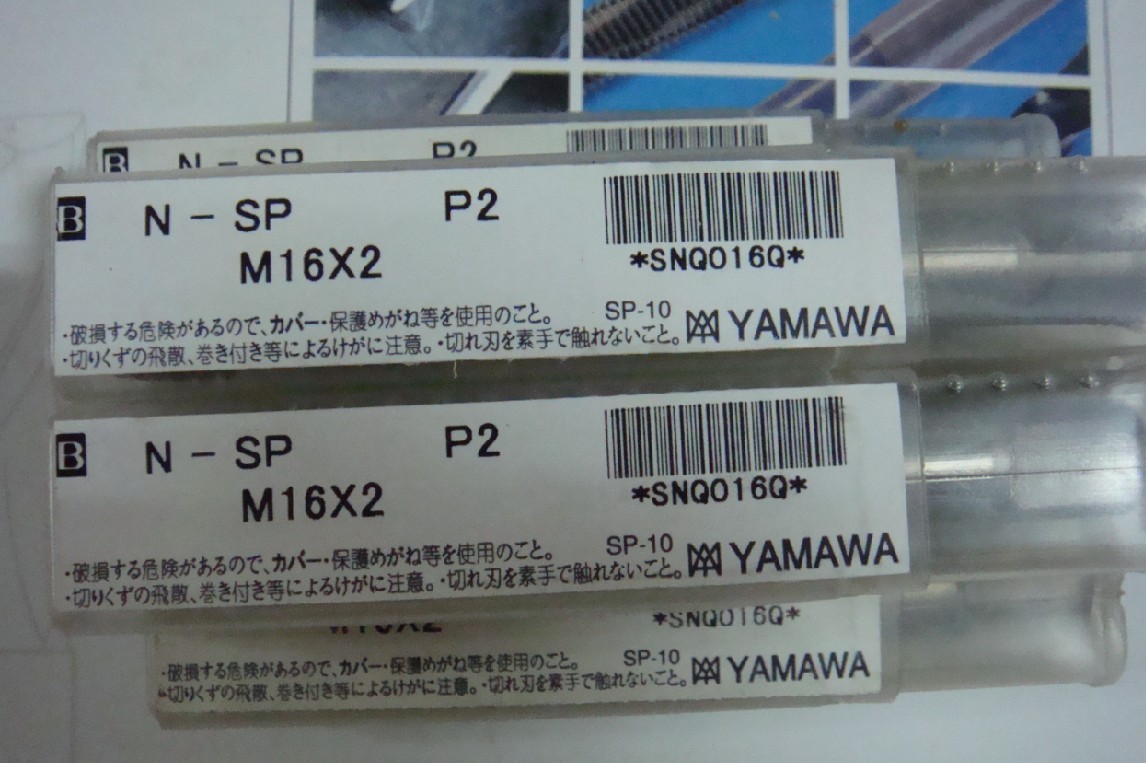 B N-SP P2
B N-SP P2
M16X2
*SNQ016Q*
・破損する危険があるので、カバー・保護めがね等を使用のこと。 SP-10
・切りくずの飛散、巻き付き等によるけがに注意。・切れ刃を素手で触れないこと。 YAMAWA
B N-SP P2
M16X2
*SNQ016Q*
・破損する危険があるので、カバー・保護めがね等を使用のこと。 SP-10
・切りくずの飛散、巻き付き等によるけがに注意。・切れ刃を素手で触れないこと。 YAMAWA
M16X2 *SNQ016Q*
・破損する危険があるので、カバー・保護めがね等を使用のこと。 SP-10
・切りくずの飛散、巻き付き等によるけがに注意。・切れ刃を素手で触れないこと。 YAMAWA